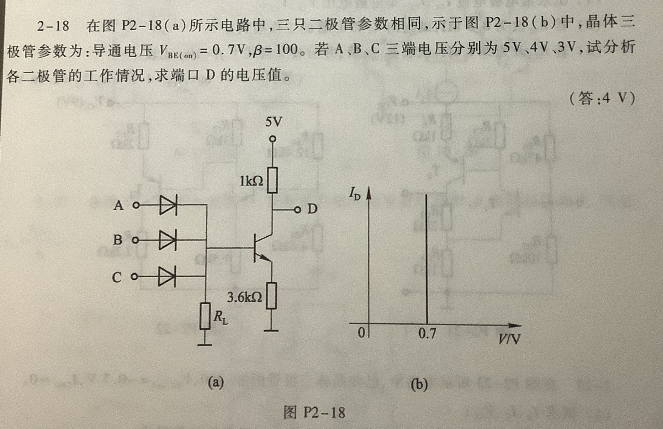 2-18 在图 P2-18(a)所示电路中,三只二极管参数相同,示于图 P2-18(b)中,晶体三
极管参数为:导通电压 V_BE(on) = 0.7V,β=100。若 A、B、C 三端电压分别为 5V、4V、3V,试分析
各二极管的工作情况,求端口 D 的电压值。
(答:4 V)
5V
1kΩ
D
A
B
C
3.6kΩ
R_L
I_D
0
0.7
V/V
(a)
(b)
图 P2-18